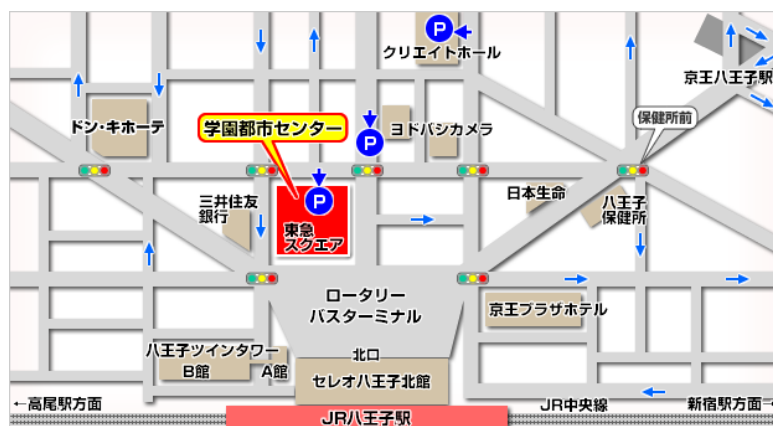 P
クリエイトホール
京王八王子駅
ドン・キホーテ
学園都市センター
P
ヨドバシカメラ
保健所前
P
東急
スクエア
三井住友
銀行
日本生命
八王子
保健所
ロータリー
バスターミナル
京王プラザホテル
八王子ツインタワー
B館
A館
北口
セレオ八王子北館
←高尾駅方面
JR八王子駅
JR中央線
新宿駅方面→